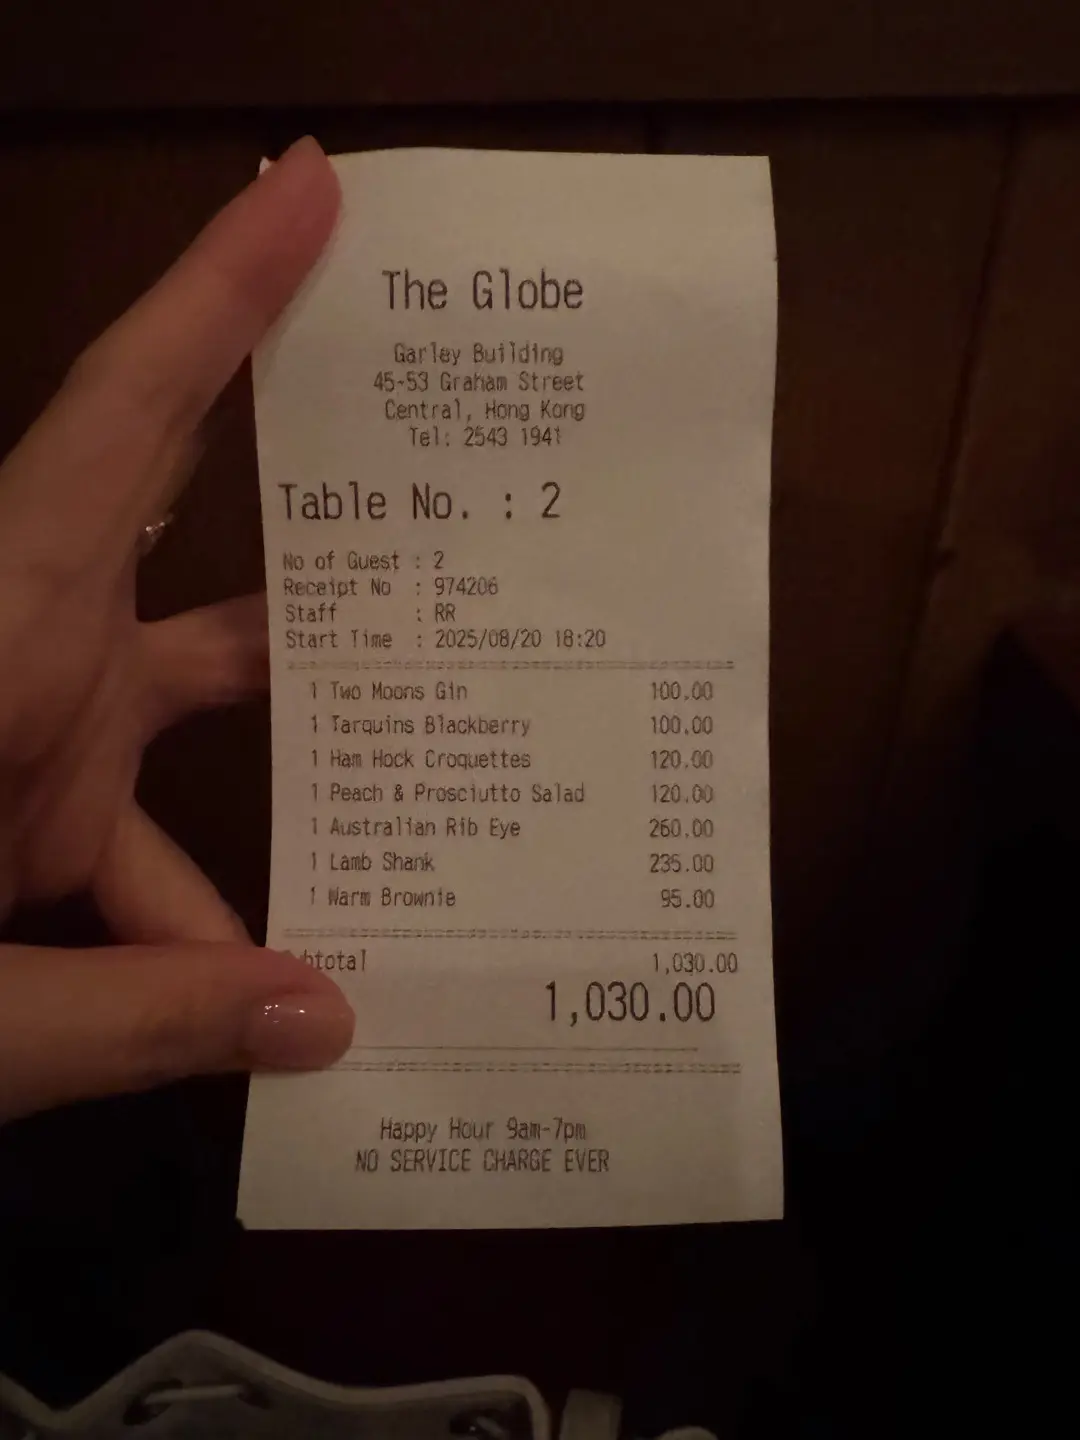 The Globe
Garley Building
45-53 Graham Street
Central, Hong Kong
Tel: 2543 1941
Table No. : 2
No of Guest : 2
Receipt No : 974206
Staff : RR
Start Time : 2025/08/20 18:20
1 Two Moons Gin 100.00
1 Tarquins Blackberry 100.00
1 Ham Hock Croquettes 120.00
1 Peach & Prosciutto Salad 120.00
1 Australian Rib Eye 260.00
1 Lamb Shank 235.00
1 Warm Brownie 95.00
1,030.00
1,030.00
Happy Hour 9am-7pm
NO SERVICE CHARGE EVER